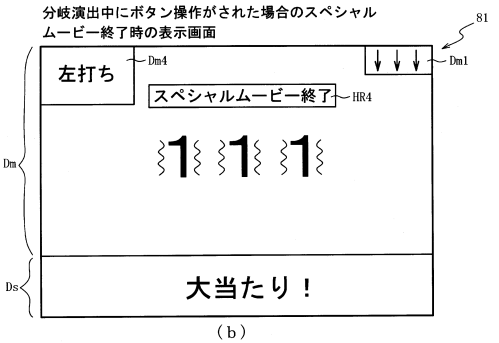 分岐演出中にボタン操作がされた場合のスペシャル
ムービー終了時の表示画面
81
左打ち
Dm4
↓↓↓
Dm1
スペシャルムービー終了
HR4
1 1 1
Dm
大当たり！
Ds
(b)